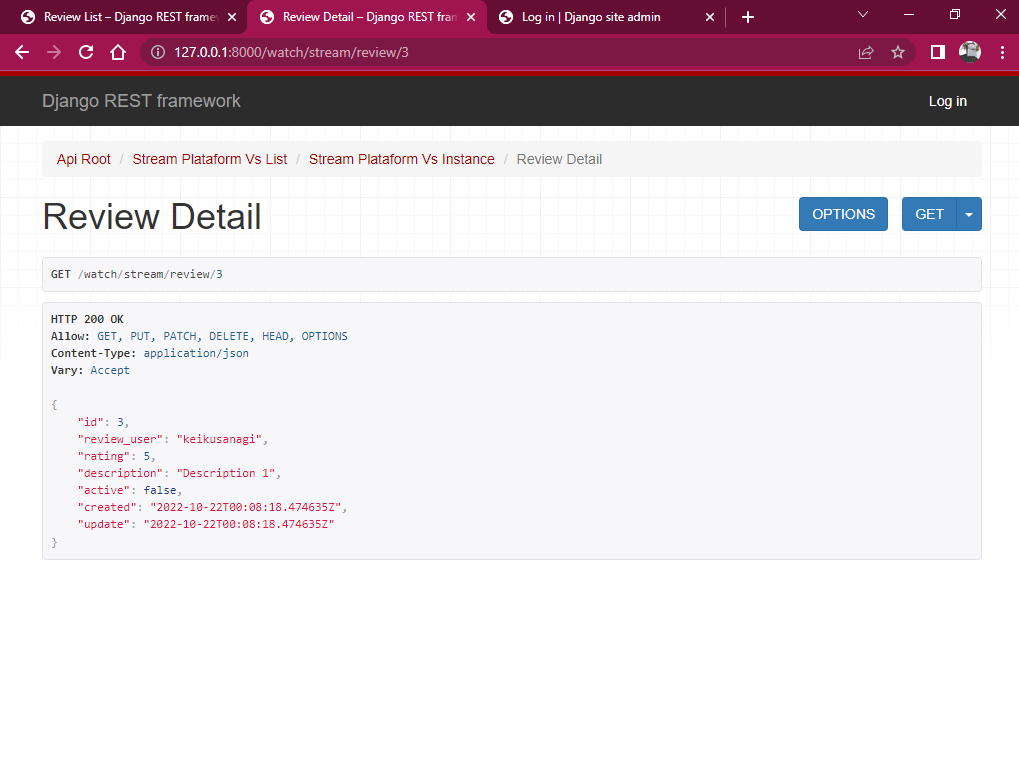 Review List – Django REST framew
Review Detail – Django REST fran
Log in | Django site admin
127.0.0.1:8000/watch/stream/review/3
Django REST framework
Log in
Api Root / Stream Plataform Vs List / Stream Plataform Vs Instance / Review Detail
Review Detail
OPTIONS
GET
GET /watch/stream/review/3
HTTP 200 OK
Allow: GET, PUT, PATCH, DELETE, HEAD, OPTIONS
Content-Type: application/json
Vary: Accept
{
"id": 3,
"review_user": "keikusanagi",
"rating": 5,
"description": "Description 1",
"active": false,
"created": "2022-10-22T00:08:18.474635Z",
"update": "2022-10-22T00:08:18.474635Z"
}